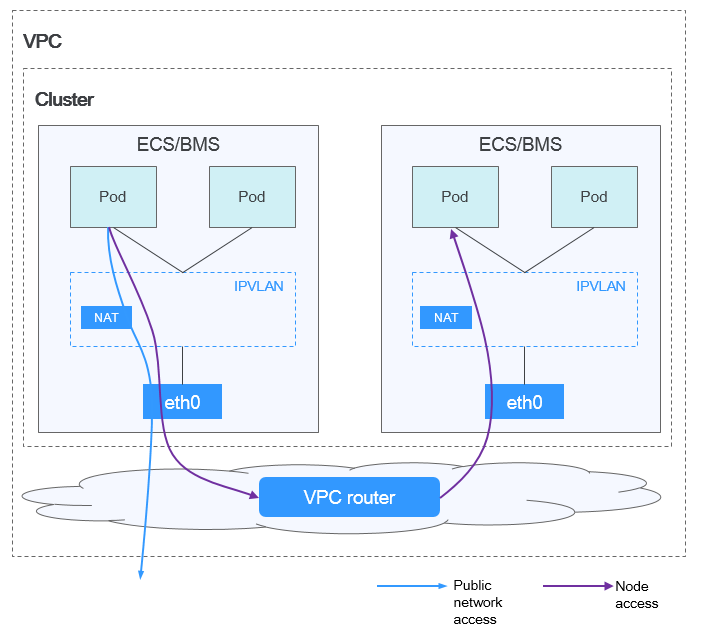 VPC
Cluster
ECS/BMS
Pod
Pod
IPVLAN
NAT
eth0
ECS/BMS
Pod
Pod
IPVLAN
NAT
eth0
VPC router
Public
network
access
Node
access